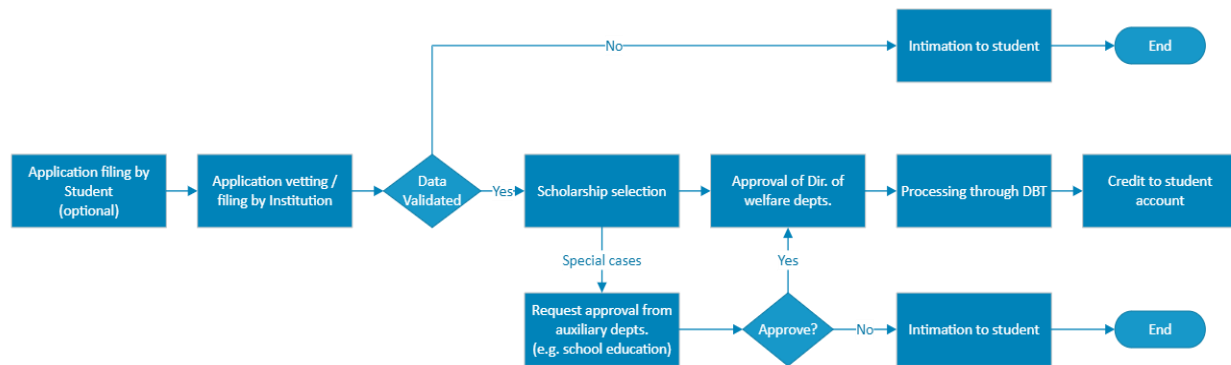 No
Intimation to student
End
Application filing by
Student
(optional)
Application vetting /
filing by Institution
Data
Validated
Yes
Scholarship selection
Approval of Dir. of
welfare depts.
Processing through DBT
Credit to student
account
Special cases
Yes
Request approval from
auxiliary depts.
(e.g. school education)
Approve?
No
Intimation to student
End